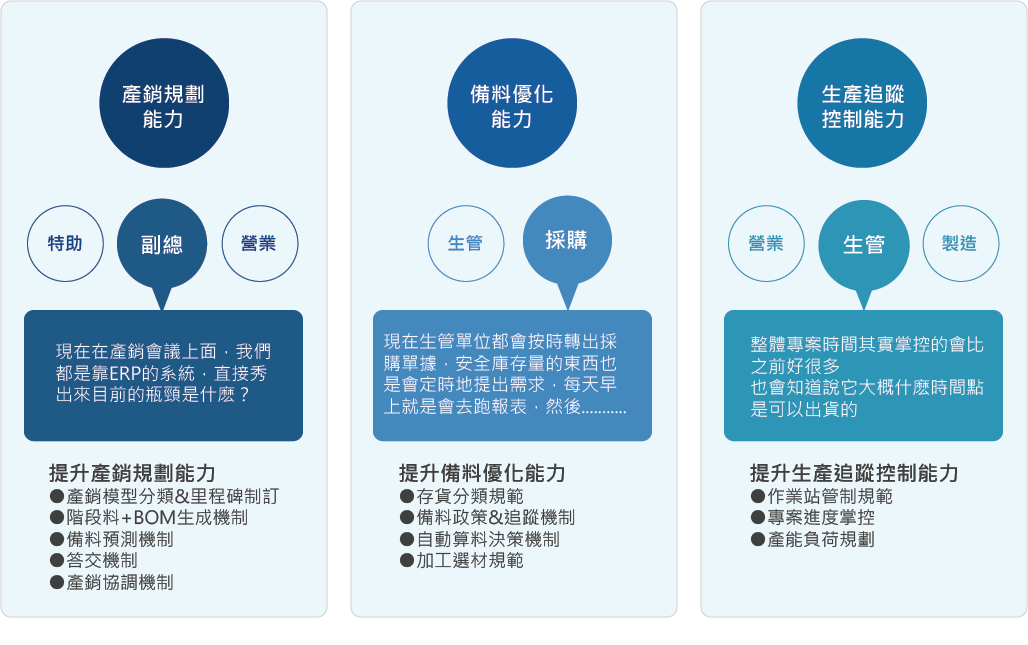 產銷規劃
能力
特助
副總
營業
現在在產銷會議上面，我們
都是靠ERP的系統，直接秀
出來目前的瓶頸是什麼？
提升產銷規劃能力
●產銷模型分類&里程碑制訂
●階段料+BOM生成機制
●備料預測機制
●答交機制
●產銷協調機制
備料優化
能力
生管
採購
現在生管單位都會按時轉出採
購單據，安全庫存量的東西也
是會定時地提出需求，每天早
上就是會去跑報表，然後...........
提升備料優化能力
●存貨分類規範
●備料政策&追蹤機制
●自動算料決策機制
●加工選材規範
生產追蹤
控制能力
營業
生管
製造
整體專案時間其實掌控的會比
之前好很多
也會知道說它大概什麼時間點
是可以出貨的
提升生產追蹤控制能力
●作業站管制規範
●專案進度掌控
●產能負荷規劃